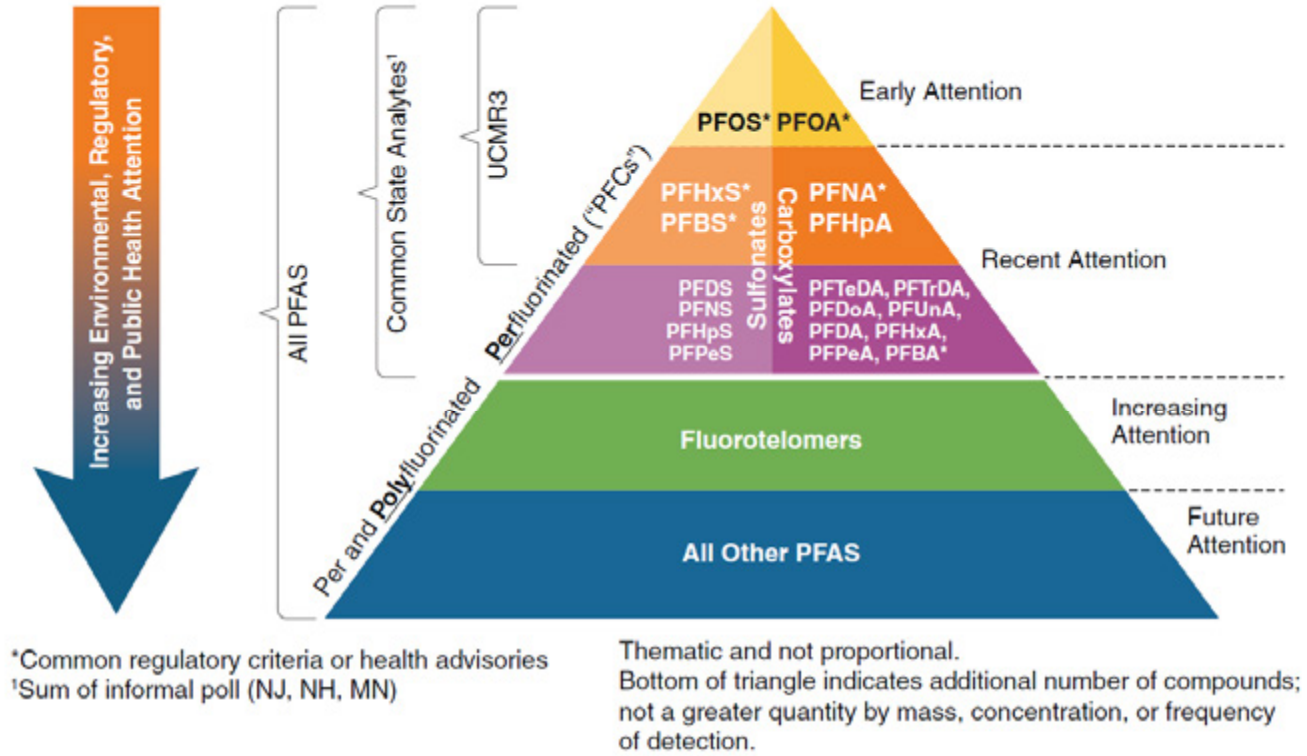 Increasing Environmental, Regulatory,
and Public Health Attention
All PFAS
Common State Analytes¹
UCMR3
Perfluorinated ("PFCs")
Per and Polyfluorinated
PFOS* PFOA*
PFHxS*
PFBS*
Sulfonates
Carboxylates
PFNA*
PFHpA
PFDS
PFNS
PFHpS
PFPeS
PFTeDA, PFTrDA,
PFDoA, PFUnA,
PFDA, PFHxA,
PFPeA, PFBA*
Fluorotelomers
All Other PFAS
Early Attention
Recent Attention
Increasing
Attention
Future
Attention
*Common regulatory criteria or health advisories
¹Sum of informal poll (NJ, NH, MN)
Thematic and not proportional.
Bottom of triangle indicates additional number of compounds;
not a greater quantity by mass, concentration, or frequency
of detection.